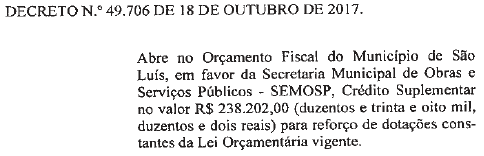 DECRETO N.º 49.706 DE 18 DE OUTUBRO DE 2017.
Abre no Orçamento Fiscal do Município de São
Luís, em favor da Secretaria Municipal de Obras e
Serviços Públicos - SEMOSP, Crédito Suplementar
no valor R$ 238.202,00 (duzentos e trinta e oito mil,
duzentos e dois reais) para reforço de dotações cons-
tantes da Lei Orçamentária vigente.